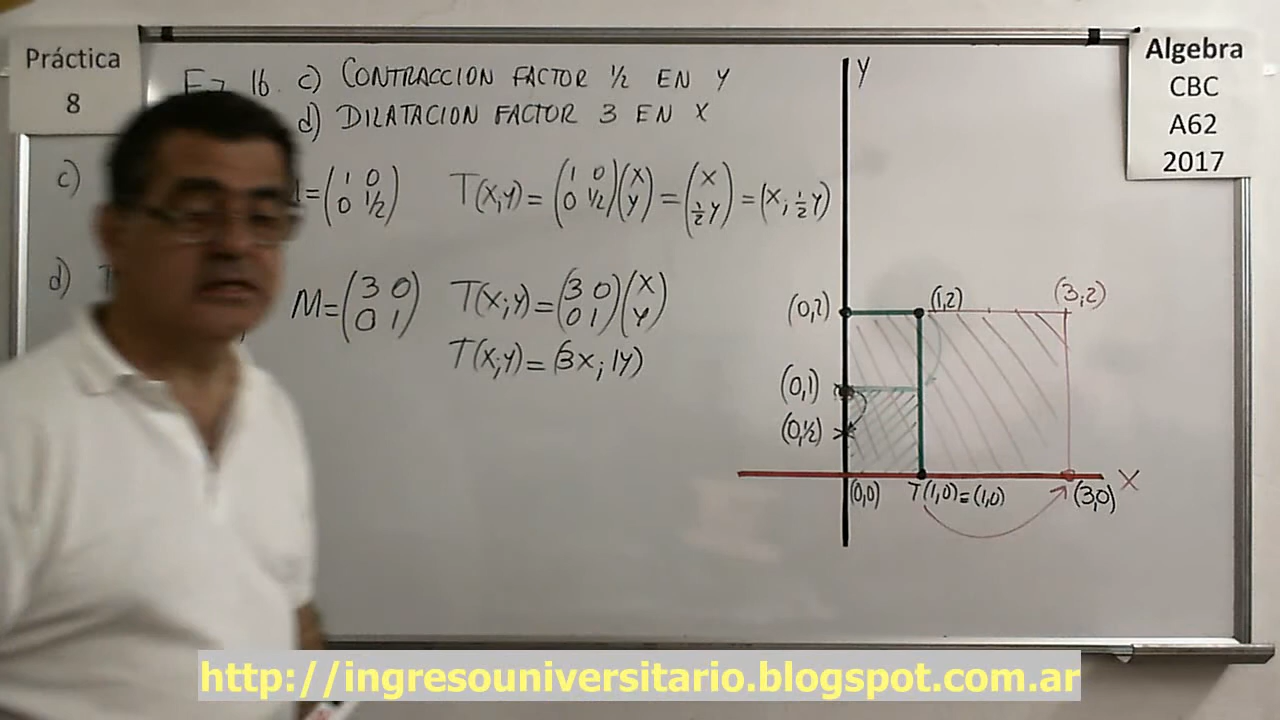 Práctica
8
Algebra
CBC
A62
2017
16. c) CONTRACCION FACTOR 1/2 EN Y
d) DILATACION FACTOR 3 EN X
c)
=(1 0
0 1/2)
T(x;y)=(1 0
0 1/2)(x
y)=(x
1/2 y)=(x; 1/2 y)
d)
M=(3 0
0 1)
T(x;y)=(3 0
0 1)(x
y)
T(x;y)=(3x; 1y)
Y
(0,2)
(1,2)
(3,2)
(0,1)
(0,1/2)
(0,0)
T(1,0)=(1,0)
(3,0)
X
http://ingresouniversitario.blogspot.com.ar